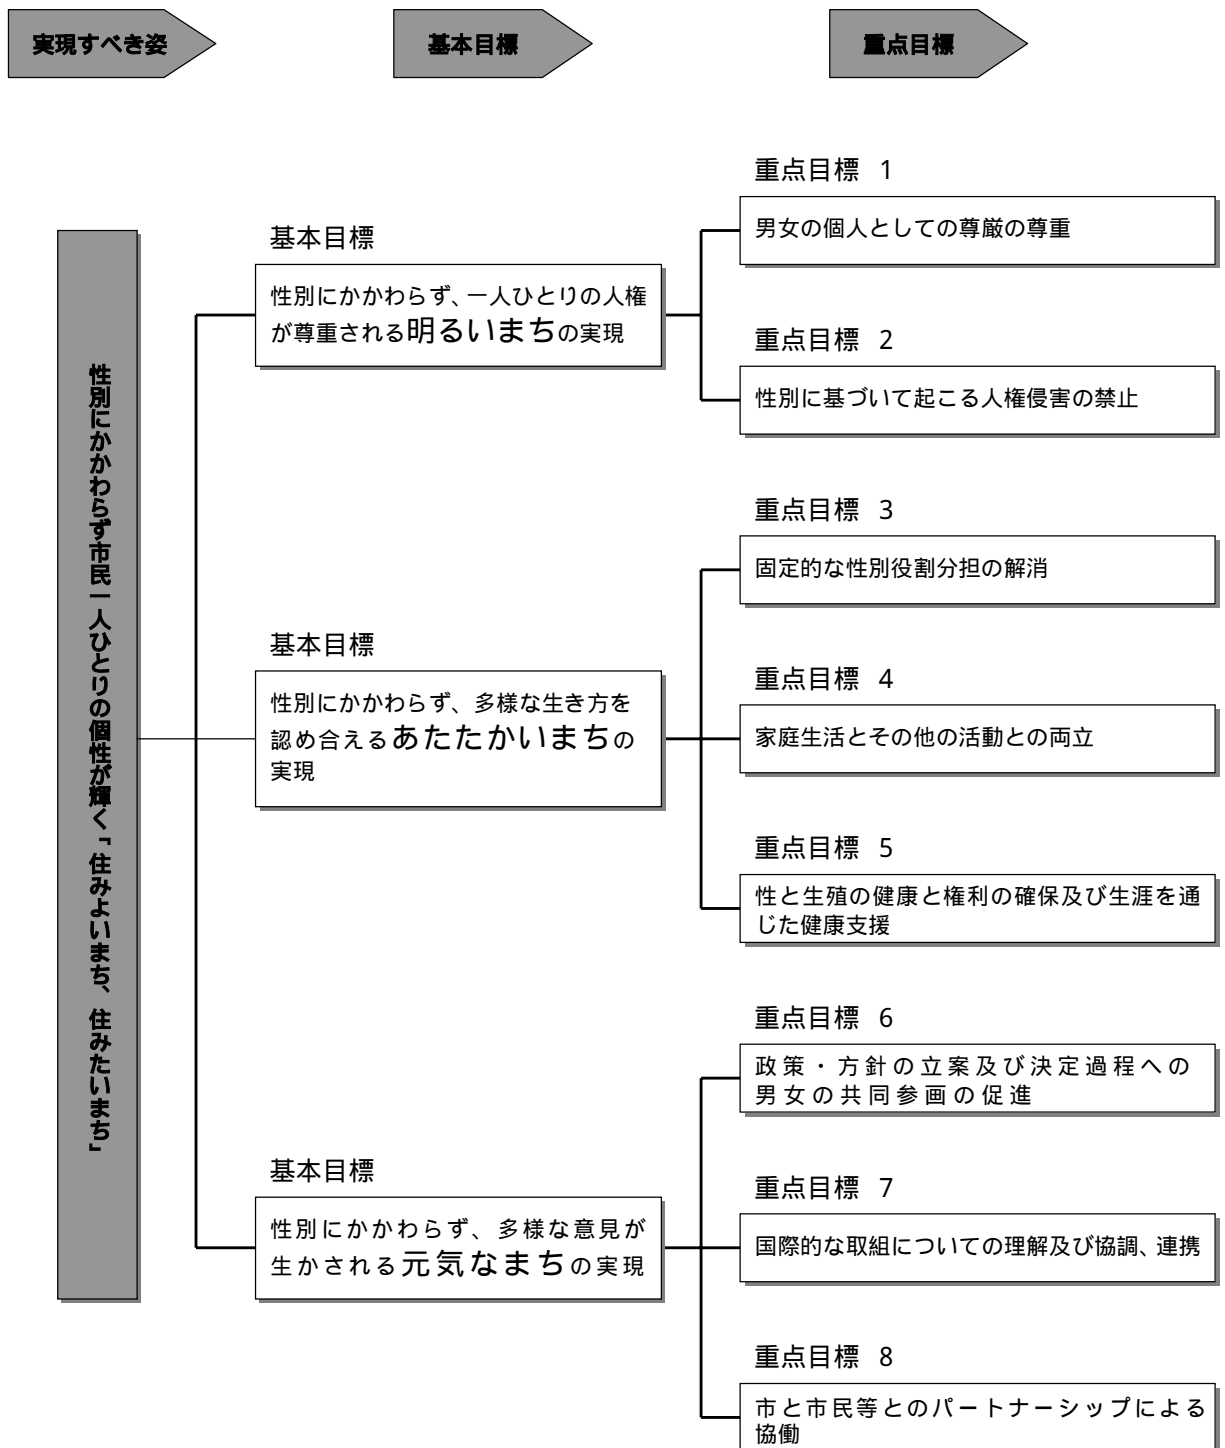 実現すべき姿
基本目標
重点目標
性別にかかわらず市民一人ひとりの個性が輝く「住みよいまち、住みたいまち」
基本目標
性別にかかわらず、一人ひとりの人権
が尊重される明るいまちの実現
重点目標 1
男女の個人としての尊厳の尊重
重点目標 2
性別に基づいて起こる人権侵害の禁止
基本目標
性別にかかわらず、多様な生き方を
認め合えるあたたかいまちの
実現
重点目標 3
固定的な性別役割分担の解消
重点目標 4
家庭生活とその他の活動との両立
重点目標 5
性と生殖の健康と権利の確保及び生涯を通
じた健康支援
基本目標
性別にかかわらず、多様な意見が
生かされる元気なまちの実現
重点目標 6
政策・方針の立案及び決定過程への
男女の共同参画の促進
重点目標 7
国際的な取組についての理解及び協調、連携
重点目標 8
市と市民等とのパートナーシップによる
協働